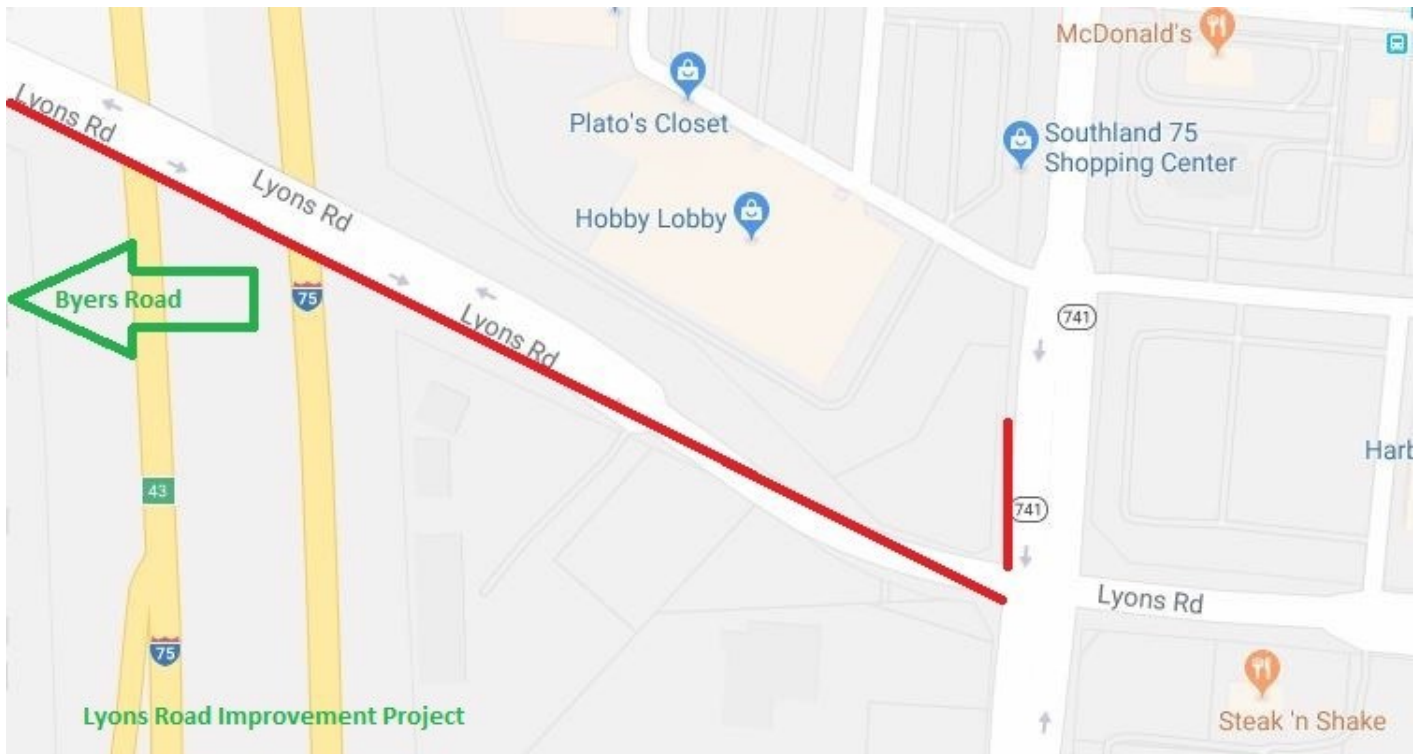 McDonald's
Lyons Rd
Plato's Closet
Southland 75
Shopping Center
Lyons Rd
Hobby Lobby
Byers Road
75
741
Lyons Rd
Harb
43
741
Lyons Rd
75
Lyons Road Improvement Project
Steak 'n Shake